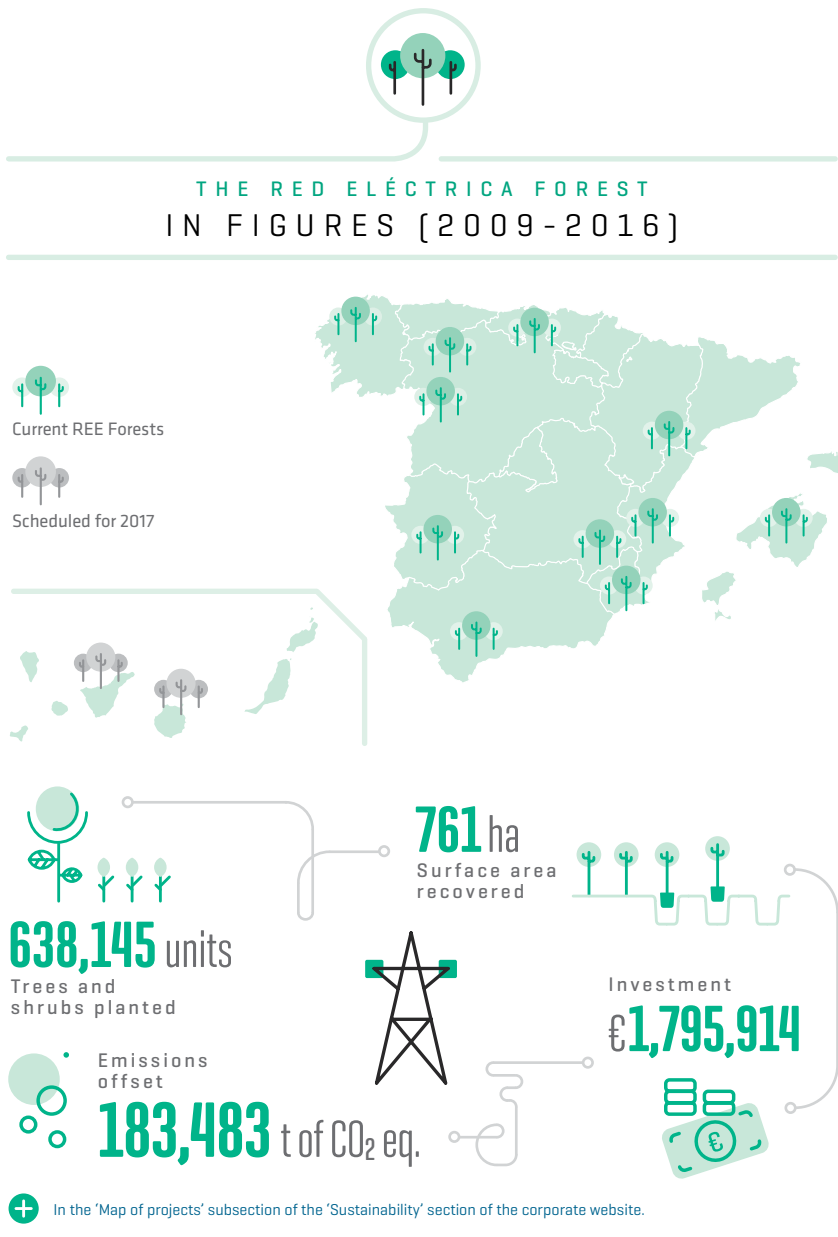 THE RED ELÉCTRICA FOREST
IN FIGURES (2009-2016)
Current REE Forests
Scheduled for 2017
761 ha
Surface area
recovered
638,145 units
Trees and
shrubs planted
Investment
€1,795,914
Emissions
offset
183,483 t of CO₂ eq.
€
In the ‘Map of projects’ subsection of the ‘Sustainability’ section of the corporate website.